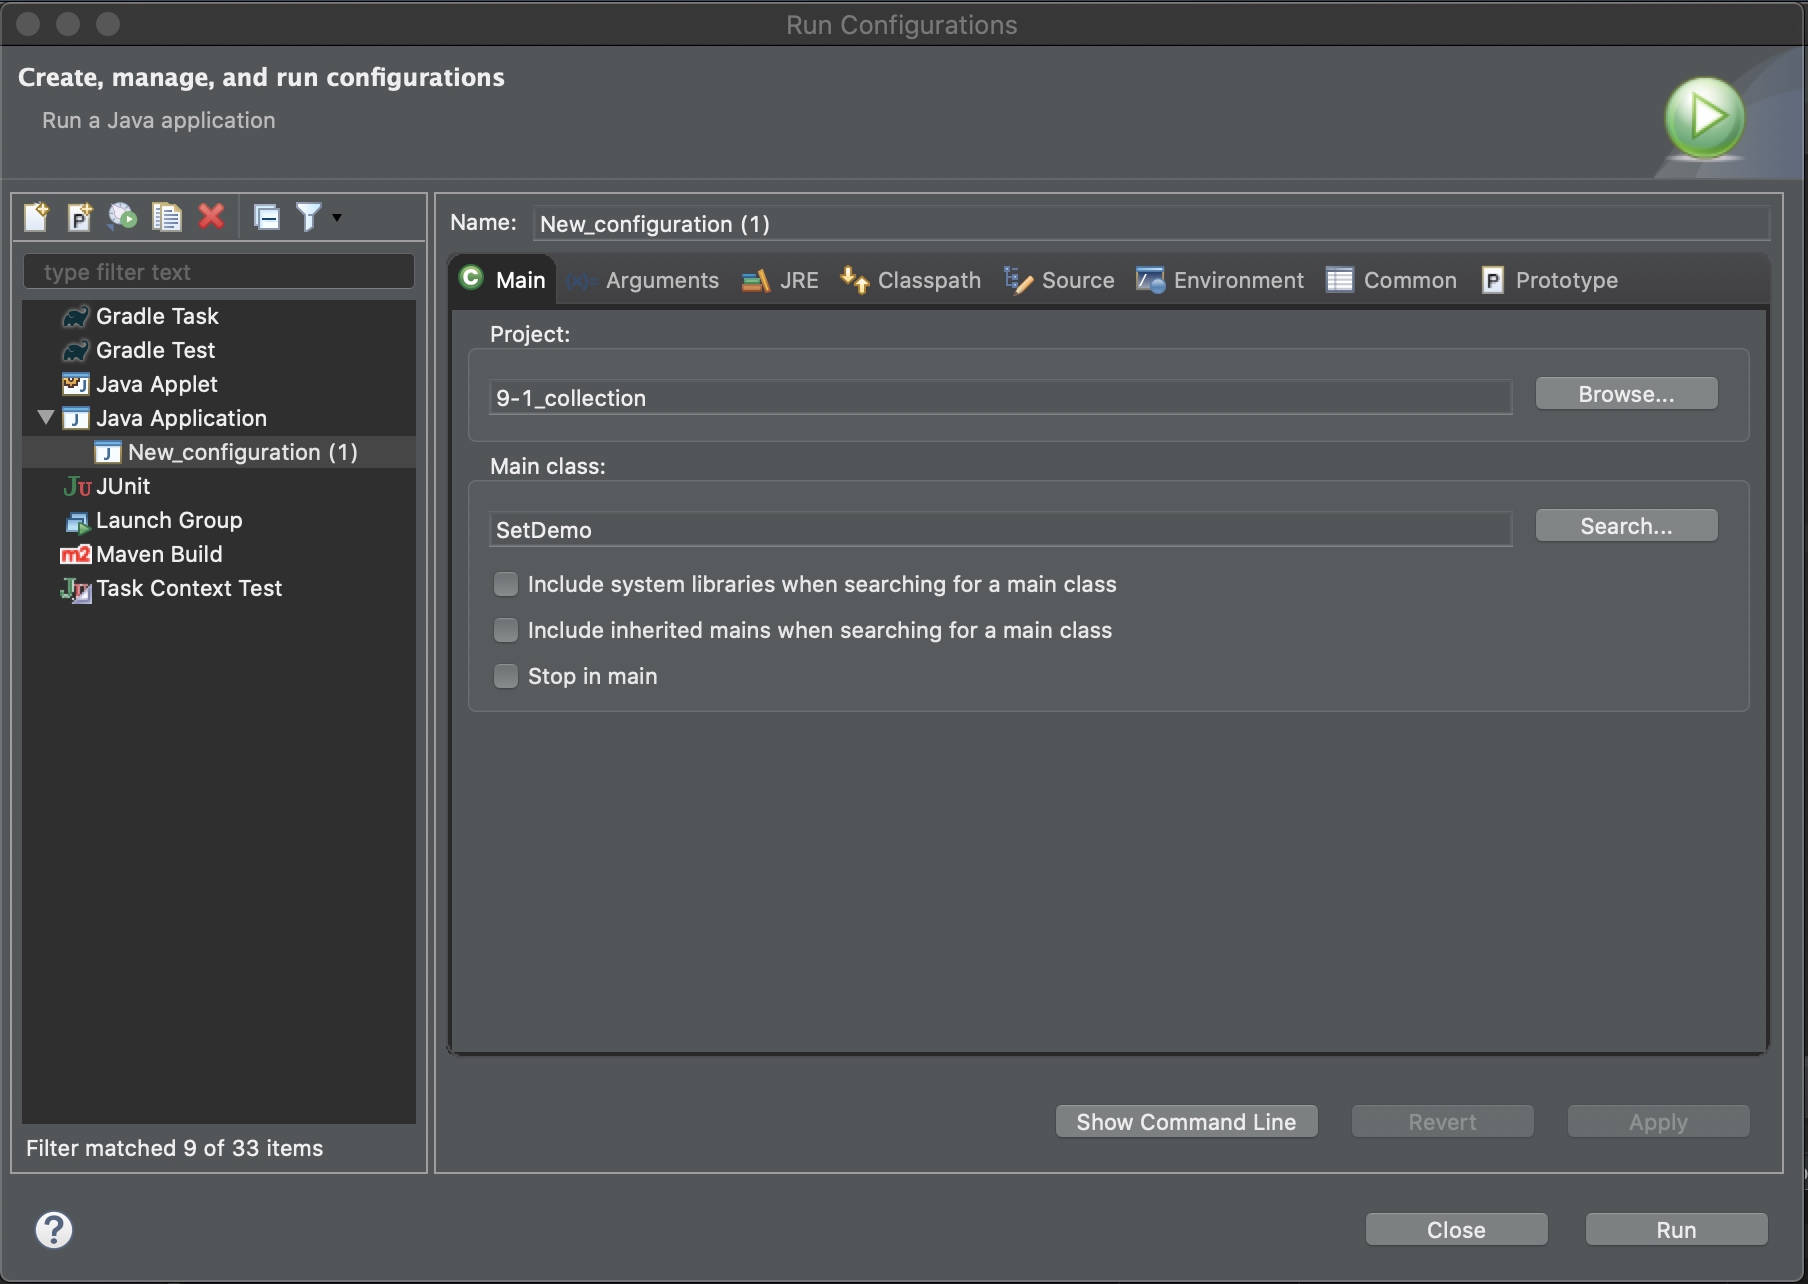 Run Configurations
Create, manage, and run configurations
Run a Java application
type filter text
Gradle Task
Gradle Test
Java Applet
Java Application
New_configuration (1)
JUnit
Launch Group
Maven Build
Task Context Test
Filter matched 9 of 33 items
Name: New_configuration (1)
Main (x)= Arguments JRE Classpath Source Environment Common Prototype
Project:
9-1_collection Browse...
Main class:
SetDemo Search...
Include system libraries when searching for a main class
Include inherited mains when searching for a main class
Stop in main
Show Command Line Revert Apply
Close Run